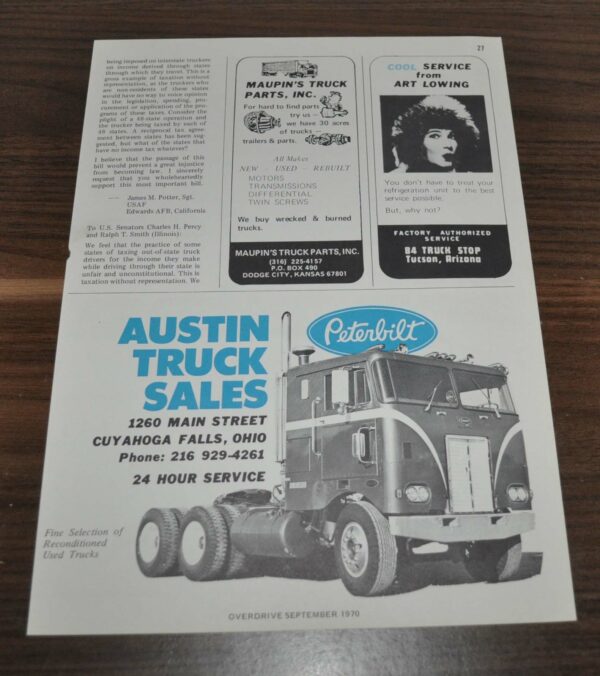 27
being imposed on interstate truckers
on income derived through states
through which they travel. This is a
gross example of taxation without
representation, as the truckers who
are non-residents of these states
would have no way to voice opinion
in the legislation, spending, pro-
curement or application of the pro-
grams of these taxes. Consider the
plight of a 48-state operation and
the trucker being taxed by each of
48 states. A reciprocal tax agree-
ment between states has been sug-
gested, but what of the states that
have no income tax whatever?
I believe that the passage of this
bill would prevent a great injustice
from becoming law. I sincerely
request that you wholeheartedly
support this most important bill.
James M. Potter, Sgt.
USAF
Edwards AFB, California
To U.S. Senators Charles H. Percy
and Ralph T. Smith (Illinois):
We feel that the practice of some
states of taxing out-of-state truck
drivers for the income they make
while driving through their state is
unfair and unconstitutional. This is
taxation without representation. We
MAUPIN'S TRUCK
PARTS, INC.
For hard to find parts
try us —
we have 30 acres
of trucks —
trailers & parts.
All Makes
NEW - USED - REBUILT
MOTORS
TRANSMISSIONS
DIFFERENTIAL
TWIN SCREWS
We buy wrecked & burned
trucks.
MAUPIN'S TRUCK PARTS, INC.
(316) 225-4157
P.O. BOX 490
DODGE CITY, KANSAS 67801
COOL SERVICE
from
ART LOWING
You don't have to treat your
refrigeration unit to the best
service possible.
But, why not?
FACTORY AUTHORIZED
SERVICE
84 TRUCK STOP
Tucson, Arizona
AUSTIN
TRUCK
SALES
Peterbilt
1260 MAIN STREET
CUYAHOGA FALLS, OHIO
Phone: 216 929-4261
24 HOUR SERVICE
Fine Selection of
Reconditioned
Used Trucks
OVERDRIVE SEPTEMBER 1970